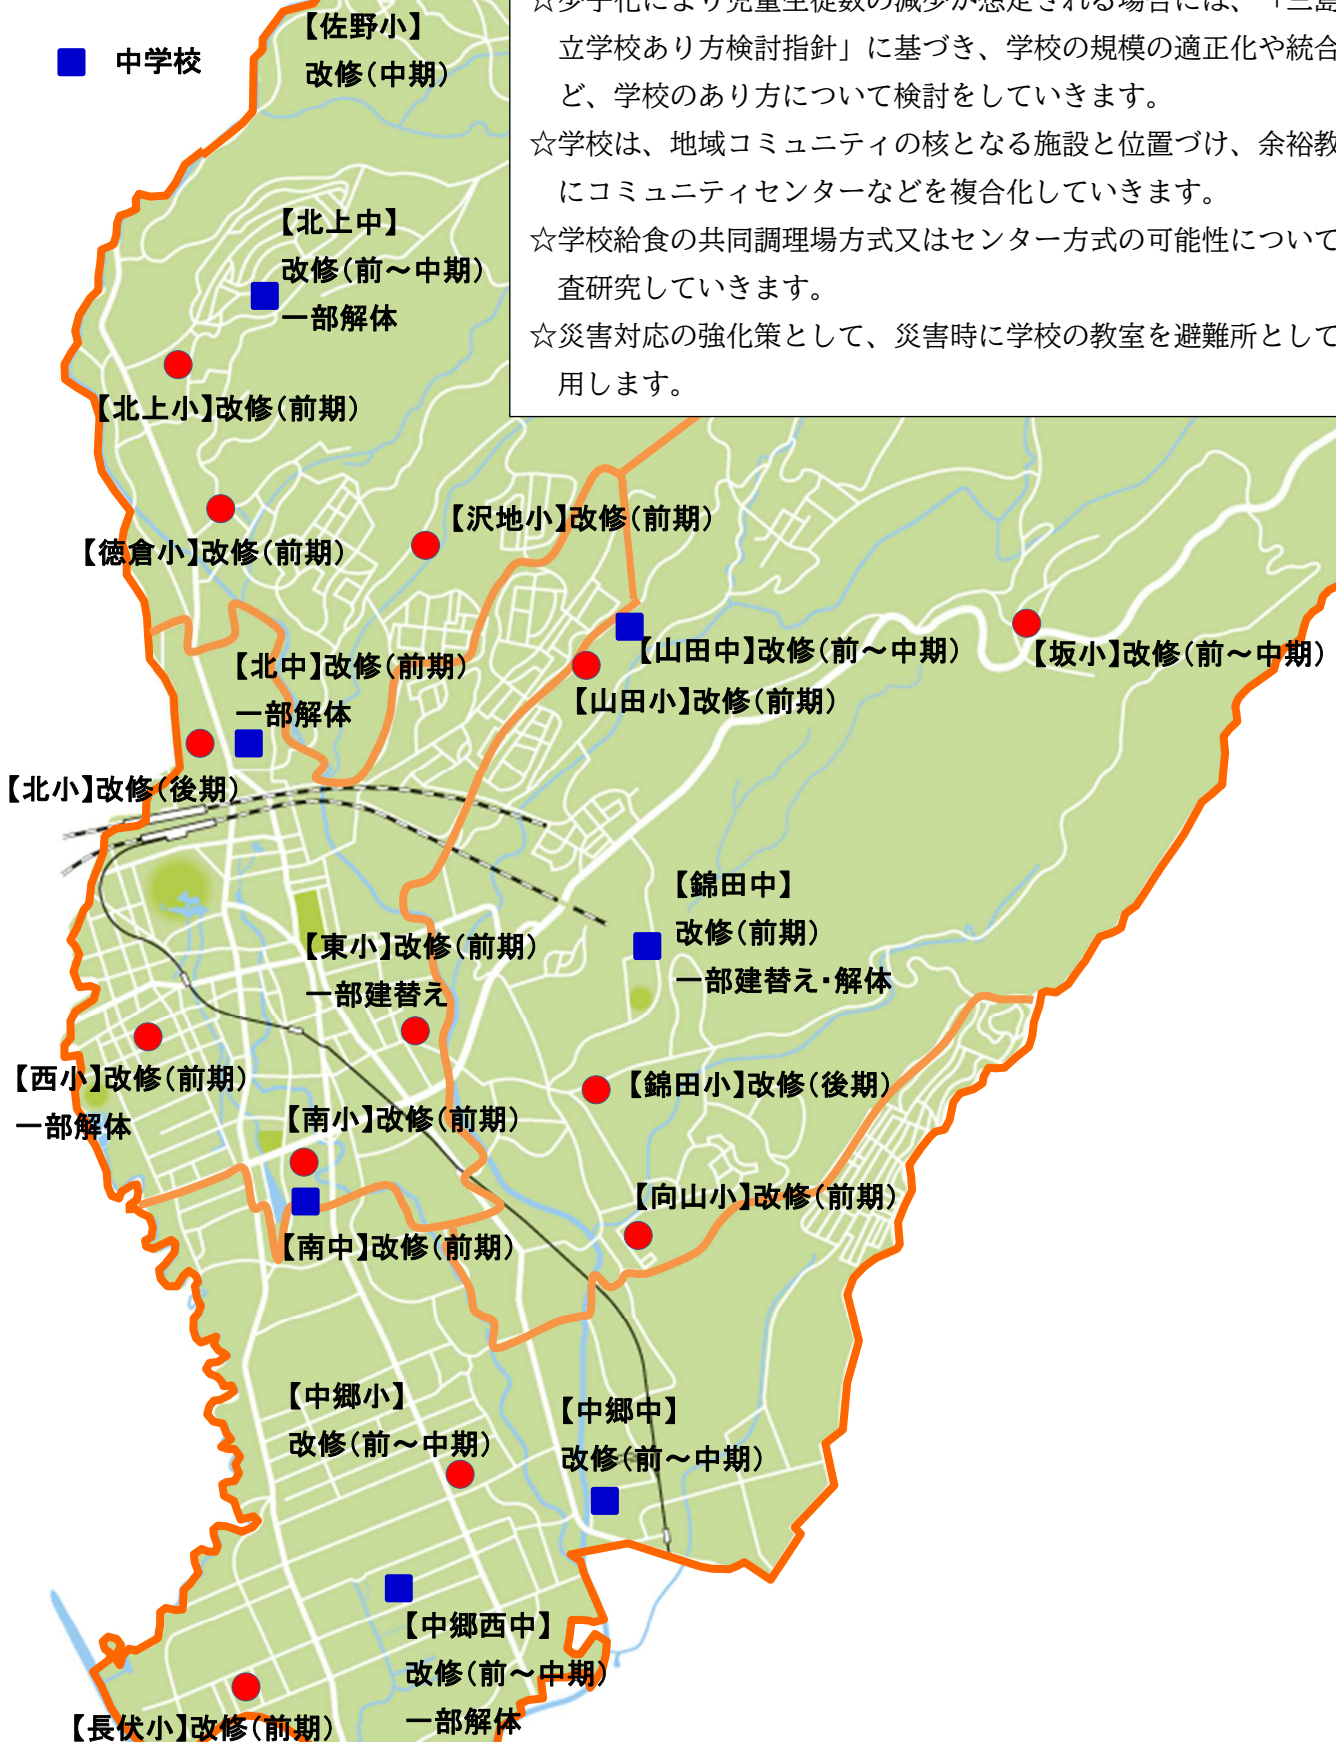 中学校
【佐野小】
改修（中期）
☆少子化により児童生徒数の減少が想定される場合には、「三島
立学校あり方検討指針」に基づき、学校の規模の適正化や統合
ど、学校のあり方について検討をしていきます。
☆学校は、地域コミュニティの核となる施設と位置づけ、余裕教
にコミュニティセンターなどを複合化していきます。
☆学校給食の共同調理場方式又はセンター方式の可能性について
査研究していきます。
☆災害対応の強化策として、災害時に学校の教室を避難所として
用します。
【北上中】
改修（前～中期）
一部解体
【北上小】改修（前期）
【沢地小】改修（前期）
【徳倉小】改修（前期）
【山田中】改修（前～中期）
【坂小】改修（前～中期）
【北中】改修（前期）
一部解体
【山田小】改修（前期）
【北小】改修（後期）
【錦田中】
改修（前期）
一部建替え・解体
【東小】改修（前期）
一部建替え
【西小】改修（前期）
一部解体
【錦田小】改修（後期）
【南小】改修（前期）
【向山小】改修（前期）
【南中】改修（前期）
【中郷小】
改修（前～中期）
【中郷中】
改修（前～中期）
【中郷西中】
改修（前～中期）
一部解体
【長伏小】改修（前期）